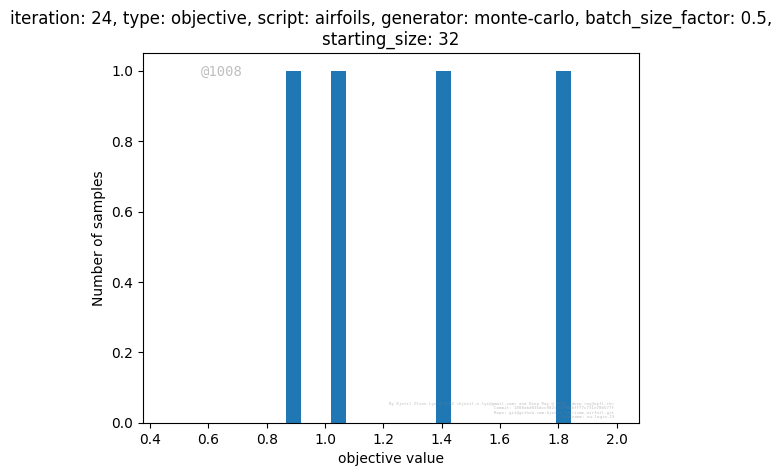 iteration: 24, type: objective, script: airfoils, generator: monte-carlo, batch_size_factor: 0.5,
starting_size: 32
@1008
1.0
0.8
0.6
0.4
0.2
0.0
Number of samples
0.4 0.6 0.8 1.0 1.2 1.4 1.6 1.8 2.0
objective value